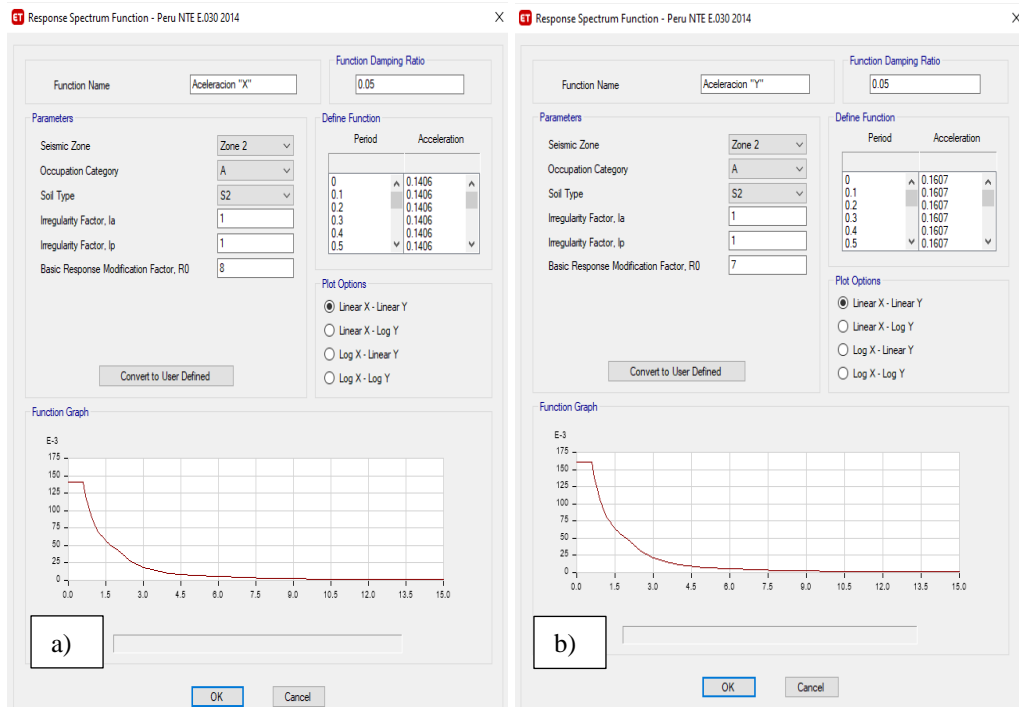 ET Response Spectrum Function - Peru NTE E.030 2014 X
Function Name Aceleracion "X"
Function Damping Ratio
0.05
Parameters
Seismic Zone Zone 2
Occupation Category A
Soil Type S2
Irregularity Factor, Ia 1
Irregularity Factor, Ip 1
Basic Response Modification Factor, R0 8
Convert to User Defined
Define Function
Period Acceleration
0 0.1406
0.1 0.1406
0.2 0.1406
0.3 0.1406
0.4 0.1406
0.5 0.1406
Plot Options
Linear X - Linear Y
Linear X - Log Y
Log X - Linear Y
Log X - Log Y
Function Graph
E-3
175
150
125
100
75
50
25
0
0.0 1.5 3.0 4.5 6.0 7.5 9.0 10.5 12.0 13.5 15.0
a)
OK Cancel
ET Response Spectrum Function - Peru NTE E.030 2014 X
Function Name Aceleracion "Y"
Function Damping Ratio
0.05
Parameters
Seismic Zone Zone 2
Occupation Category A
Soil Type S2
Irregularity Factor, Ia 1
Irregularity Factor, Ip 1
Basic Response Modification Factor, R0 7
Convert to User Defined
Define Function
Period Acceleration
0 0.1607
0.1 0.1607
0.2 0.1607
0.3 0.1607
0.4 0.1607
0.5 0.1607
Plot Options
Linear X - Linear Y
Linear X - Log Y
Log X - Linear Y
Log X - Log Y
Function Graph
E-3
175
150
125
100
75
50
25
0
0.0 1.5 3.0 4.5 6.0 7.5 9.0 10.5 12.0 13.5 15.0
b)
OK Cancel